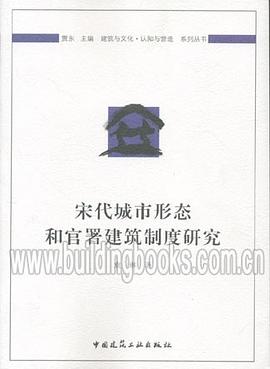 贾东 主编 建筑与文化·认知与营造 系列丛书
宋代城市形态
和官署建筑制度研究
www.buildingbooks.com.cn
中国建筑工业出版社